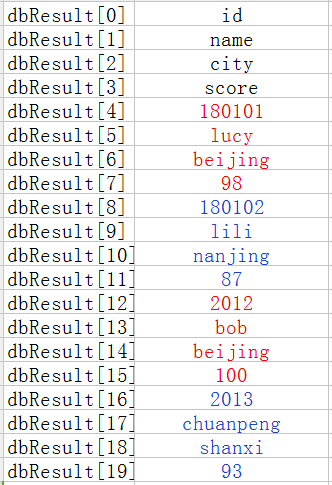 dbResult[0] id
dbResult[1] name
dbResult[2] city
dbResult[3] score
dbResult[4] 180101
dbResult[5] lucy
dbResult[6] beijing
dbResult[7] 98
dbResult[8] 180102
dbResult[9] lili
dbResult[10] nanjing
dbResult[11] 87
dbResult[12] 2012
dbResult[13] bob
dbResult[14] beijing
dbResult[15] 100
dbResult[16] 2013
dbResult[17] chuanpeng
dbResult[18] shanxi
dbResult[19] 93